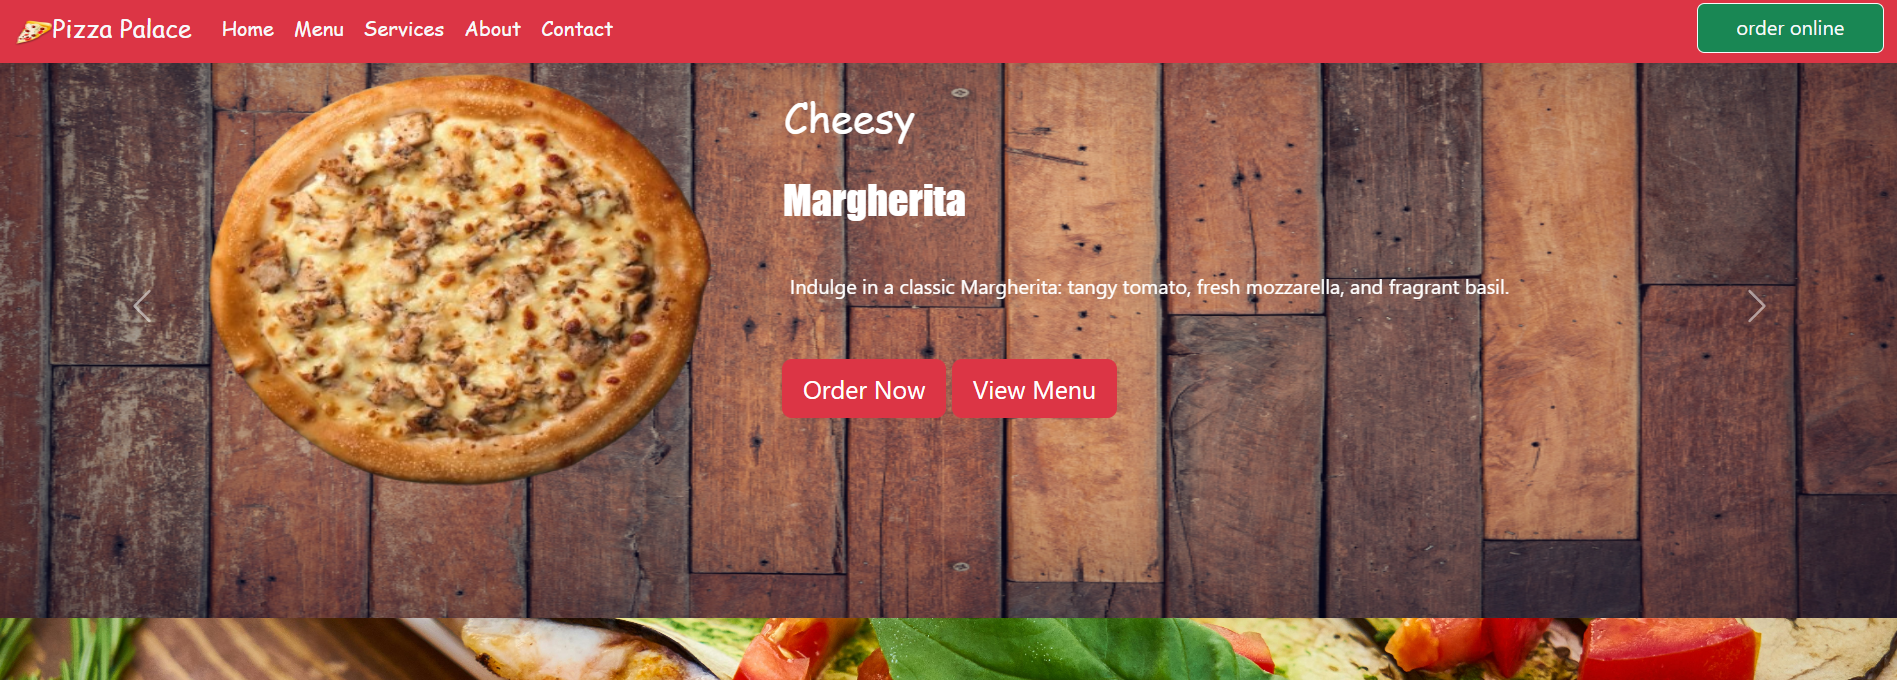 Pizza Palace Home Menu Services About Contact order online
Cheesy
Margherita
Indulge in a classic Margherita: tangy tomato, fresh mozzarella, and fragrant basil.
Order Now View Menu